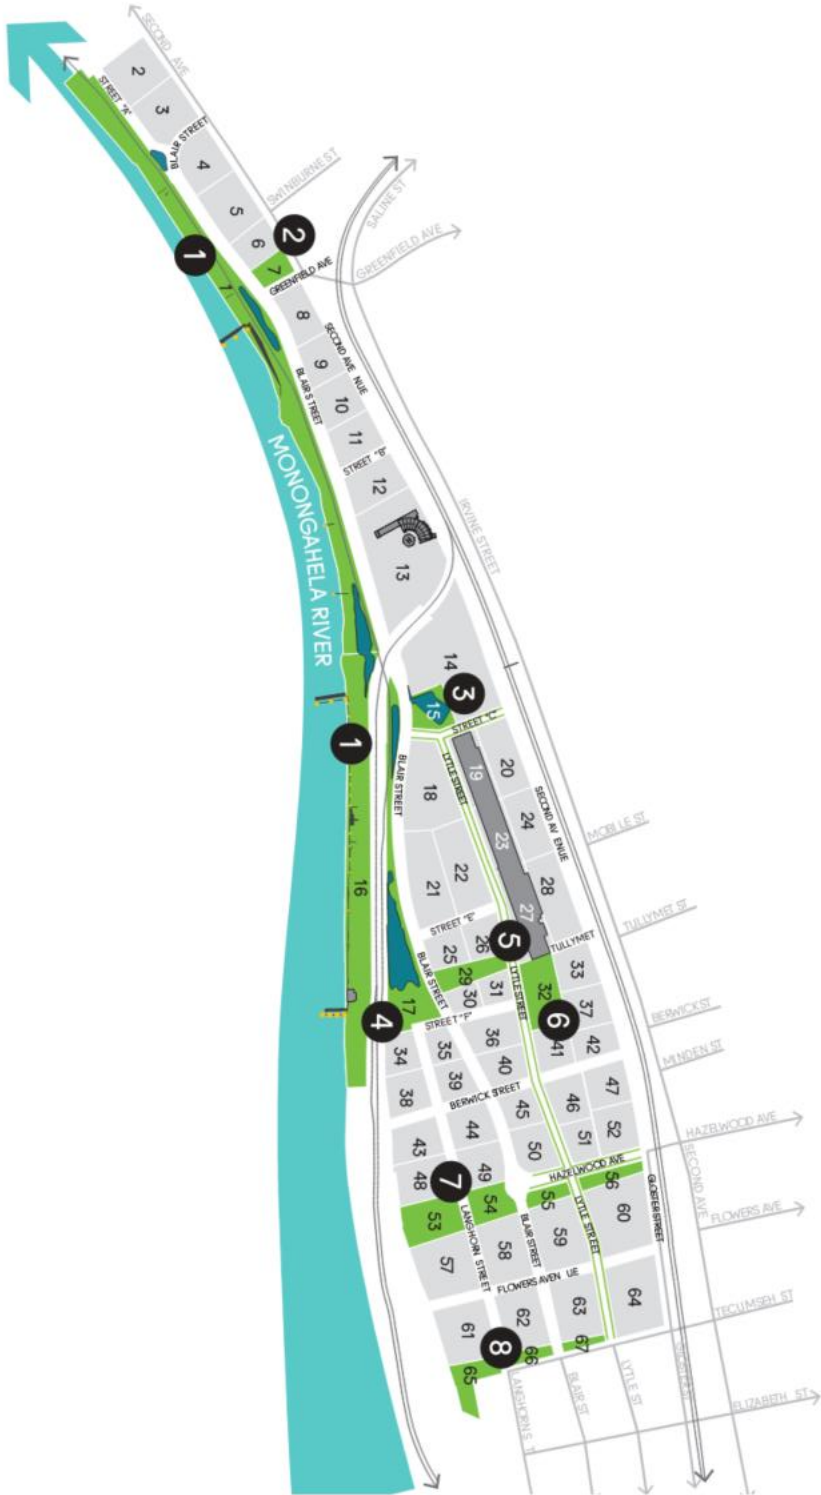 SECOND AVE
2
STREET "A"
3
BLAIR STREET
4
SWINBURNE ST
SALINE ST
5
2
6
GREENFIELD AVE
1
7
GREENFIELD AVE
1
8
SECOND AVE NUE
9
BLAIR STREET
10
11
MONONGAHELA RIVER
STREET "B"
12
IRVINE STREET
13
14
3
15
STREET "C"
1
BLAIR STREET
LYTLE STREET
19
20
18
SECOND AV ENUE
MOBILE ST
24
23
28
22
21
16
27
TULLYMET ST
STREET "E"
26
5
TULLYMET
25
BLAIR STREET
29
30
31
LYTLE STREET
32
33
17
37
BERWICK ST
4
STREET "F"
6
41
42
36
35
34
40
39
38
MINDEN ST
BERWICK STREET
47
46
45
44
43
52
51
50
HAZELWOOD AVE
HAZELWOOD AVE
49
48
7
SECOND AVE
56
55
54
53
GLOSTER STREET
60
LYTLE STREET
FLOWERS AVE
LANGHORN STREET
BLAIR STREET
59
58
57
FLOWERS AVEN UE
64
63
62
61
TECUMSEH ST
8
67
66
65
LANGHORN S T
BLAIR ST
LYTLE ST
ELIZABETH ST